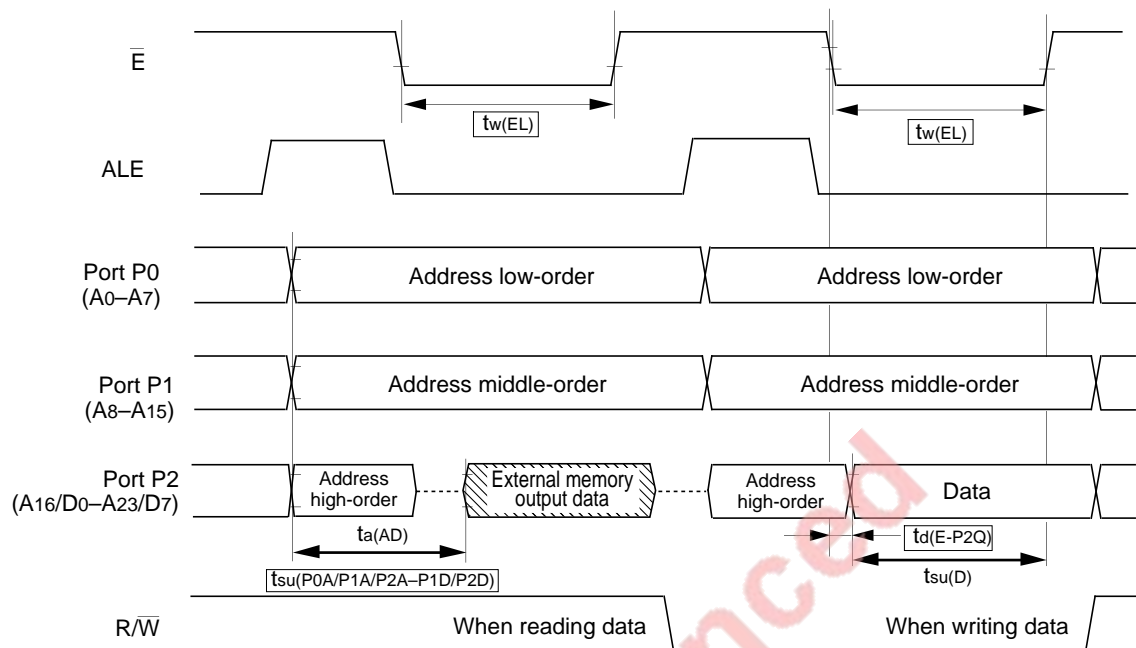 E
tw(EL)
tw(EL)
ALE
Port P0
(A0–A7)
Address low-order
Address low-order
Port P1
(A8–A15)
Address middle-order
Address middle-order
Port P2
(A16/D0–A23/D7)
Address
high-order
External memory
output data
Address
high-order
Data
ta(AD)
td(E-P2Q)
tsu(P0A/P1A/P2A–P1D/P2D)
tsu(D)
R/W
When reading data
When writing data
nced